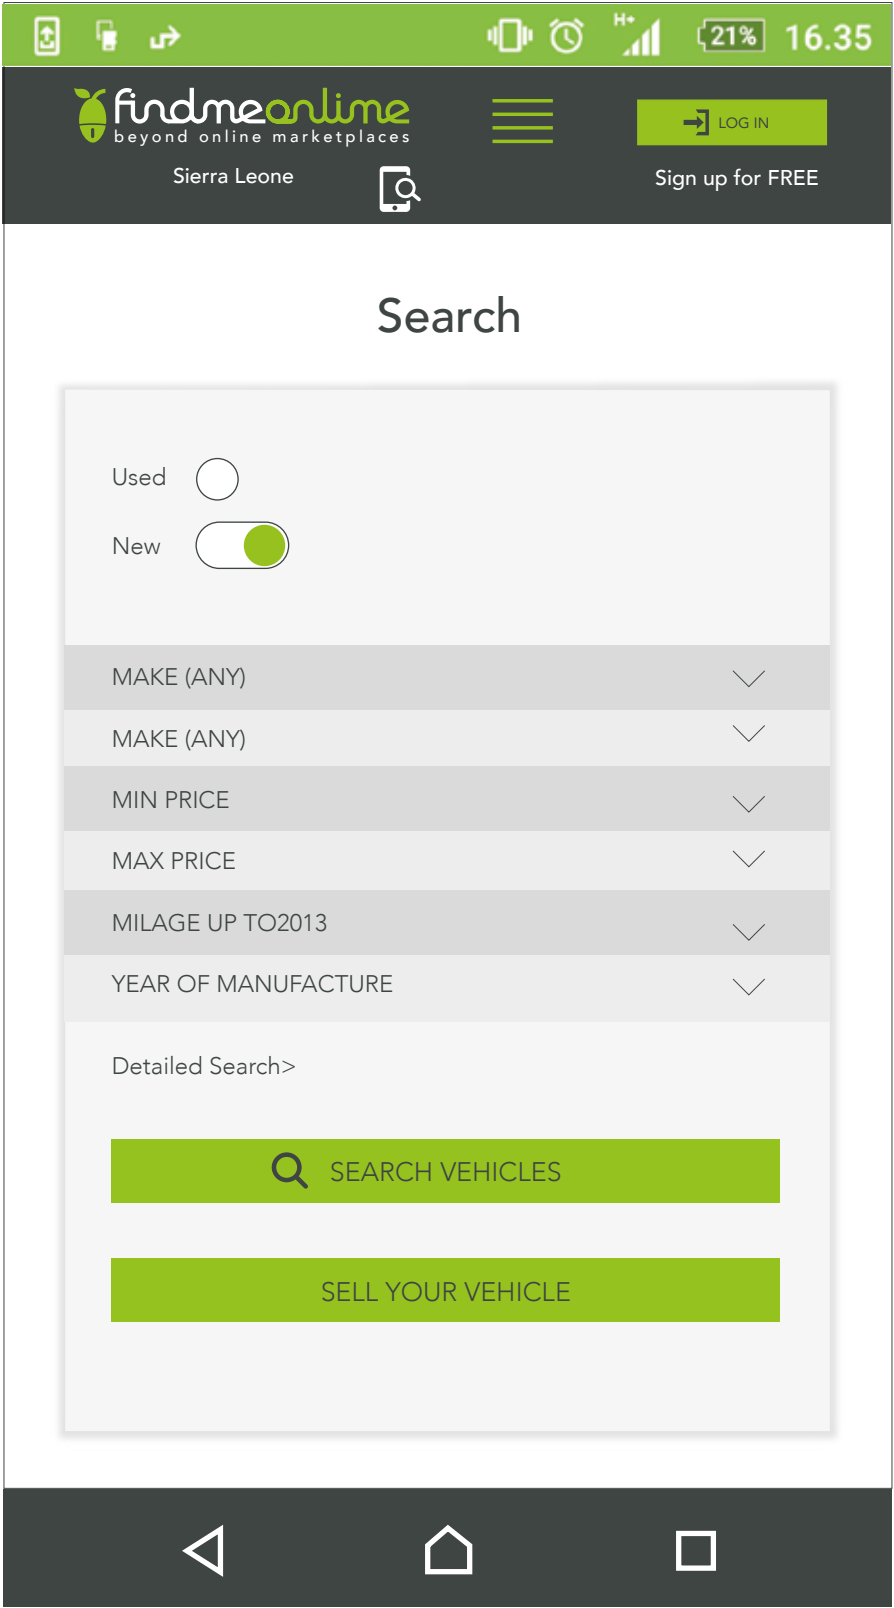 H+
21%
16.35
findmeonlime
beyond online marketplaces
LOG IN
Sierra Leone
Sign up for FREE
Search
Used
New
MAKE (ANY)
MAKE (ANY)
MIN PRICE
MAX PRICE
MILAGE UP TO2013
YEAR OF MANUFACTURE
Detailed Search>
SEARCH VEHICLES
SELL YOUR VEHICLE